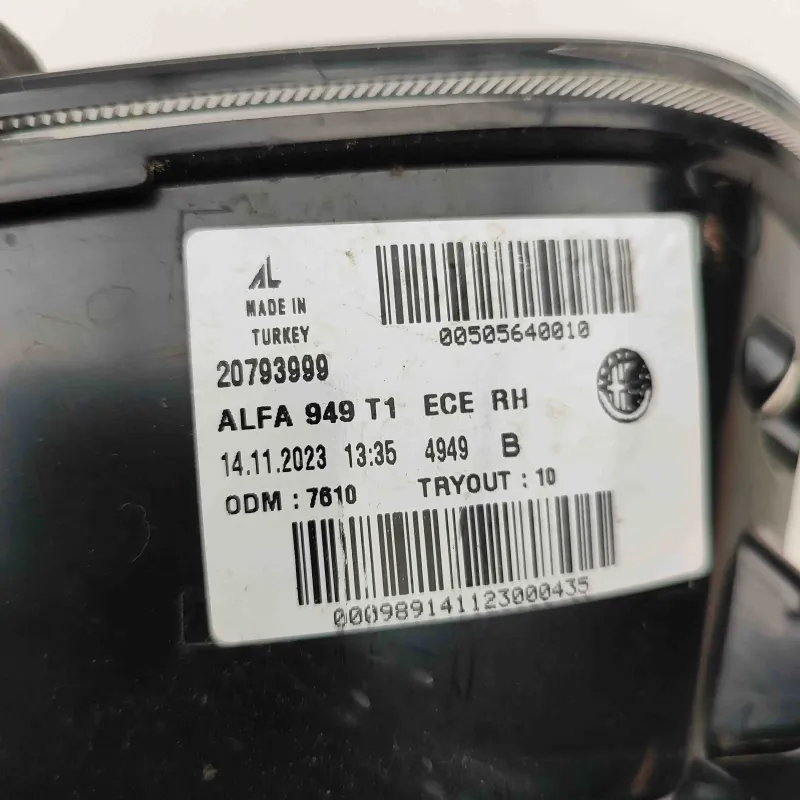 AL
MADE IN
TURKEY
00505640010
20793999
ALFA 949 T1 ECE RH
14.11.2023 13:35 4949 B
ODM : 7610 TRYOUT : 10
000989141123000435